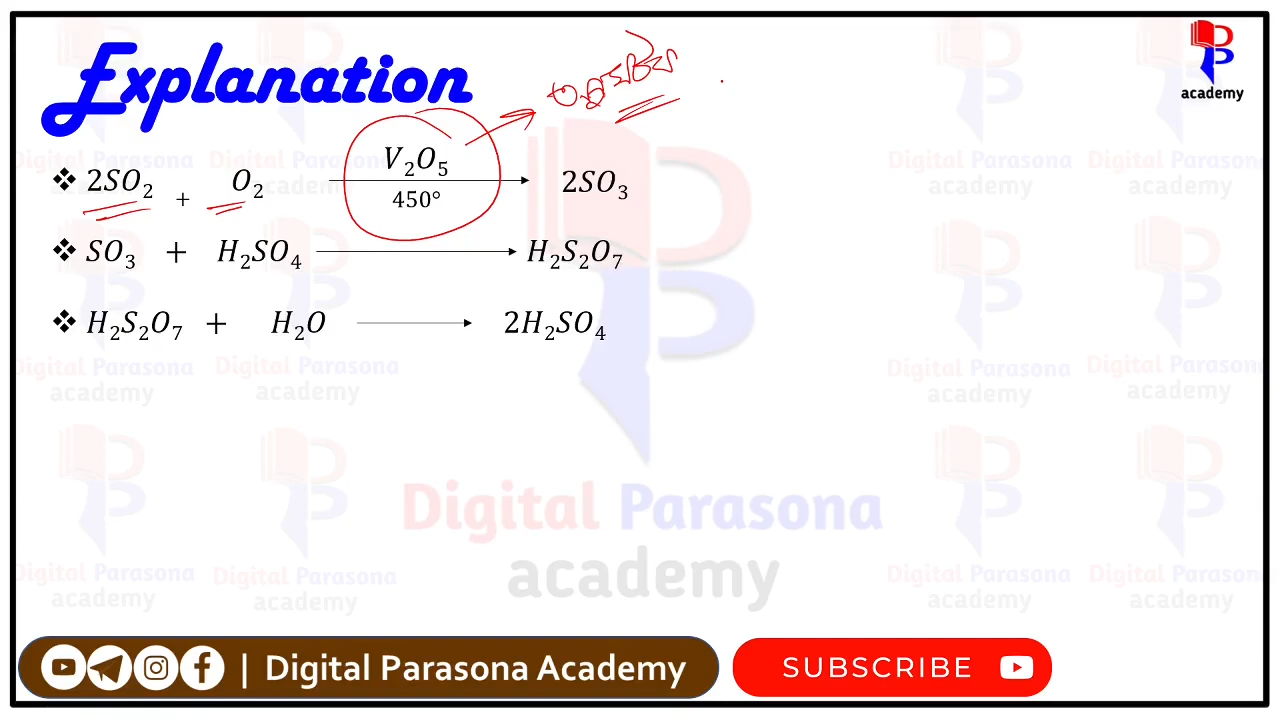 Explanation
academy
❖ 2SO₂ + O₂ V₂O₅ 450° 2SO₃
❖ SO₃ + H₂SO₄ H₂S₂O₇
❖ H₂S₂O₇ + H₂O 2H₂SO₄
Digital Parasona
academy
| Digital Parasona Academy
SUBSCRIBE